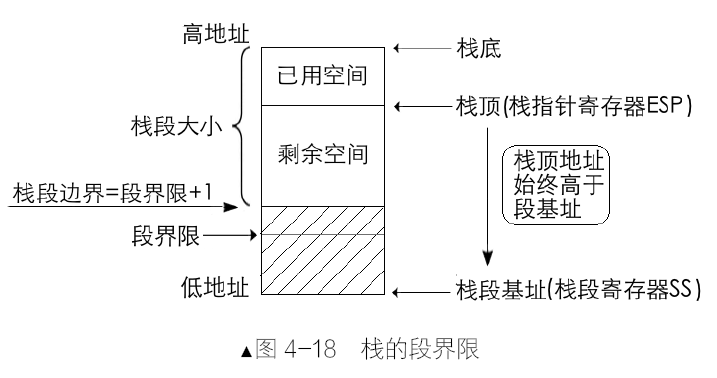 高地址
栈底
已用空间
栈顶(栈指针寄存器ESP)
栈段大小
剩余空间
栈顶地址
始终高于
段基址
栈段边界=段界限+1
段界限
低地址
栈段基址(栈段寄存器SS)
▲图 4-18 栈的段界限